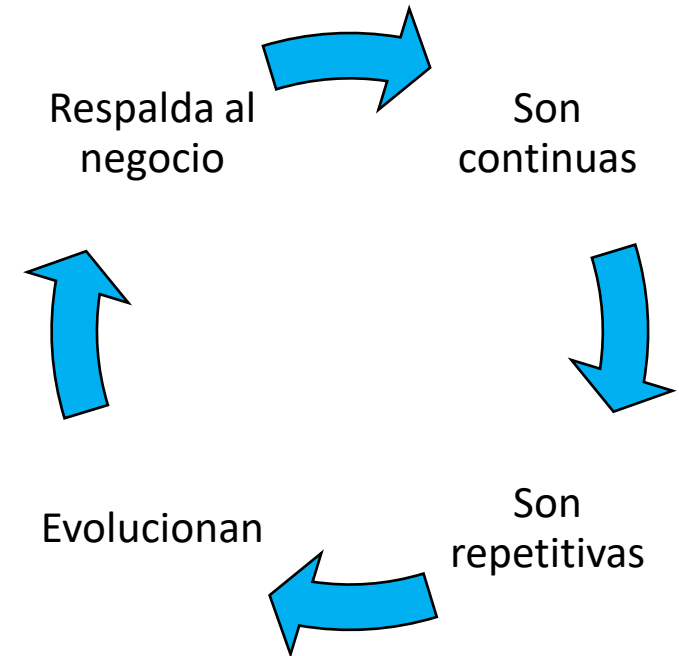 Respalda al
negocio
Son
continuas
Son
repetitivas
Evolucionan